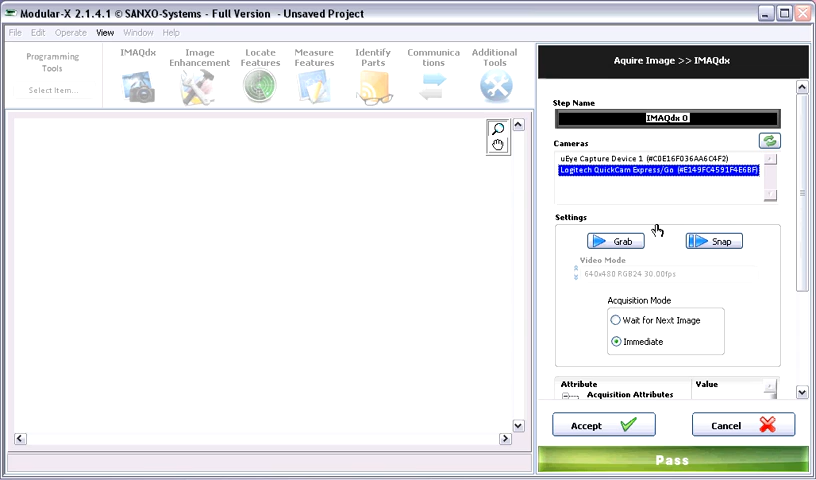 Modular-X 2.1.4.1 © SANXO-Systems - Full Version - Unsaved Project
File Edit Operate View Window Help
Programming Tools
Select Item...
IMAQdx
Image Enhancement
Locate Features
Measure Features
Identify Parts
Communica tions
Additional Tools
Aquire Image >> IMAQdx
Step Name
IMAQdx 0
Cameras
uEye Capture Device 1 (#C0E16F036AA6C4F2)
Logitech QuickCam Express/Go (#E149FC4591F4E6BF)
Settings
Grab
Snap
Video Mode
640x480 RGB24 30.00fps
Acquisition Mode
Wait for Next Image
Immediate
Attribute Value
Acquisition Attributes
Accept
Cancel
Pass